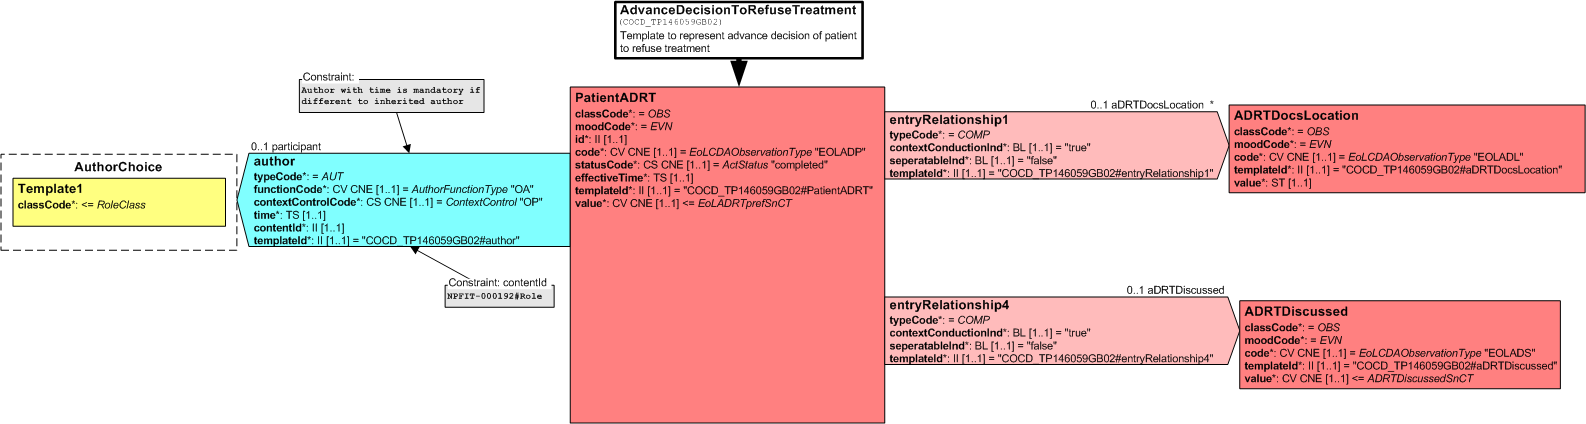 AdvanceDecisionToRefuseTreatment
(COCD_TP146059GB02)
Template to represent advance decision of patient
to refuse treatment
Constraint:
Author with time is mandatory if
different to inherited author
0..1 participant
AuthorChoice
Template1
classCode*: <= RoleClass
author
typeCode*: = AUT
functionCode*: CV CNE [1..1] = AuthorFunctionType "OA"
contextControlCode*: CS CNE [1..1] = ContextControl "OP"
time*: TS [1..1]
contentId*: II [1..1]
templateId*: II [1..1] = "COCD_TP146059GB02#author"
Constraint: contentId
NPFIT-000192#Role
PatientADRT
classCode*: = OBS
moodCode*: = EVN
id*: II [1..1]
code*: CV CNE [1..1] = EoLCDAObservationType "EOLADP"
statusCode*: CS CNE [1..1] = ActStatus "completed"
effectiveTime*: TS [1..1]
templateId*: II [1..1] = "COCD_TP146059GB02#PatientADRT"
value*: CV CNE [1..1] <= EoLADRTprefSnCT
0..1 aDRTDocsLocation *
entryRelationship1
typeCode*: = COMP
contextConductionInd*: BL [1..1] = "true"
seperatableInd*: BL [1..1] = "false"
templateId*: II [1..1] = "COCD_TP146059GB02#entryRelationship1"
ADRTDocsLocation
classCode*: = OBS
moodCode*: = EVN
code*: CV CNE [1..1] = EoLCDAObservationType "EOLADL"
templateId*: II [1..1] = "COCD_TP146059GB02#aDRTDocsLocation"
value*: ST [1..1]
0..1 aDRTDiscussed
entryRelationship4
typeCode*: = COMP
contextConductionInd*: BL [1..1] = "true"
seperatableInd*: BL [1..1] = "false"
templateId*: II [1..1] = "COCD_TP146059GB02#entryRelationship4"
ADRTDiscussed
classCode*: = OBS
moodCode*: = EVN
code*: CV CNE [1..1] = EoLCDAObservationType "EOLADS"
templateId*: II [1..1] = "COCD_TP146059GB02#aDRTDiscussed"
value*: CV CNE [1..1] <= ADRTDiscussedSnCT